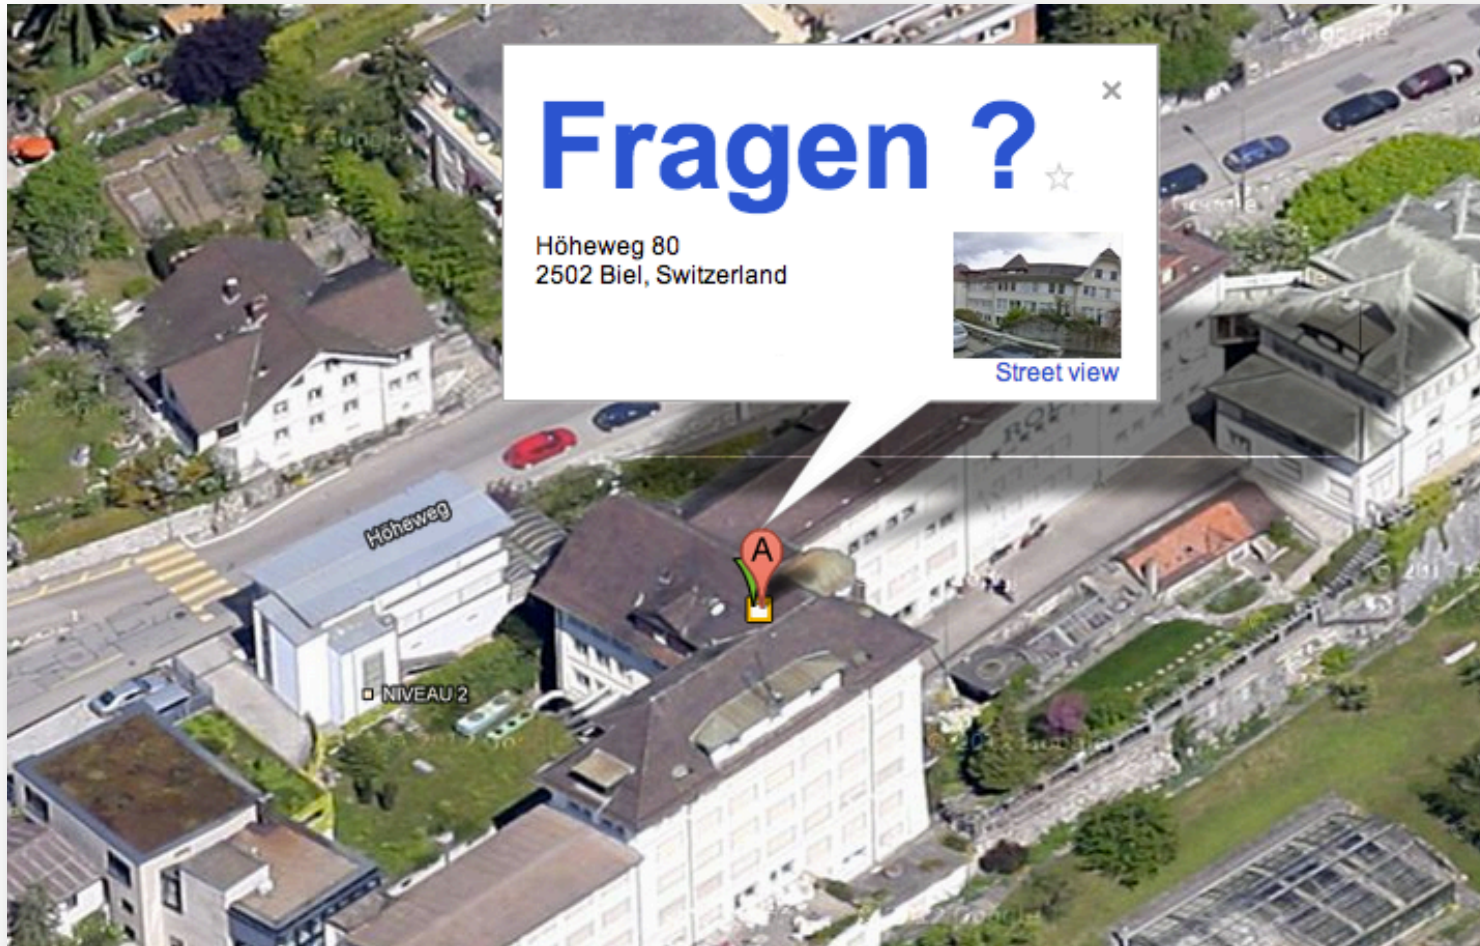 Fragen ?
Höheweg 80
2502 Biel, Switzerland
Street view
Höheweg
A
NIVEAU 2